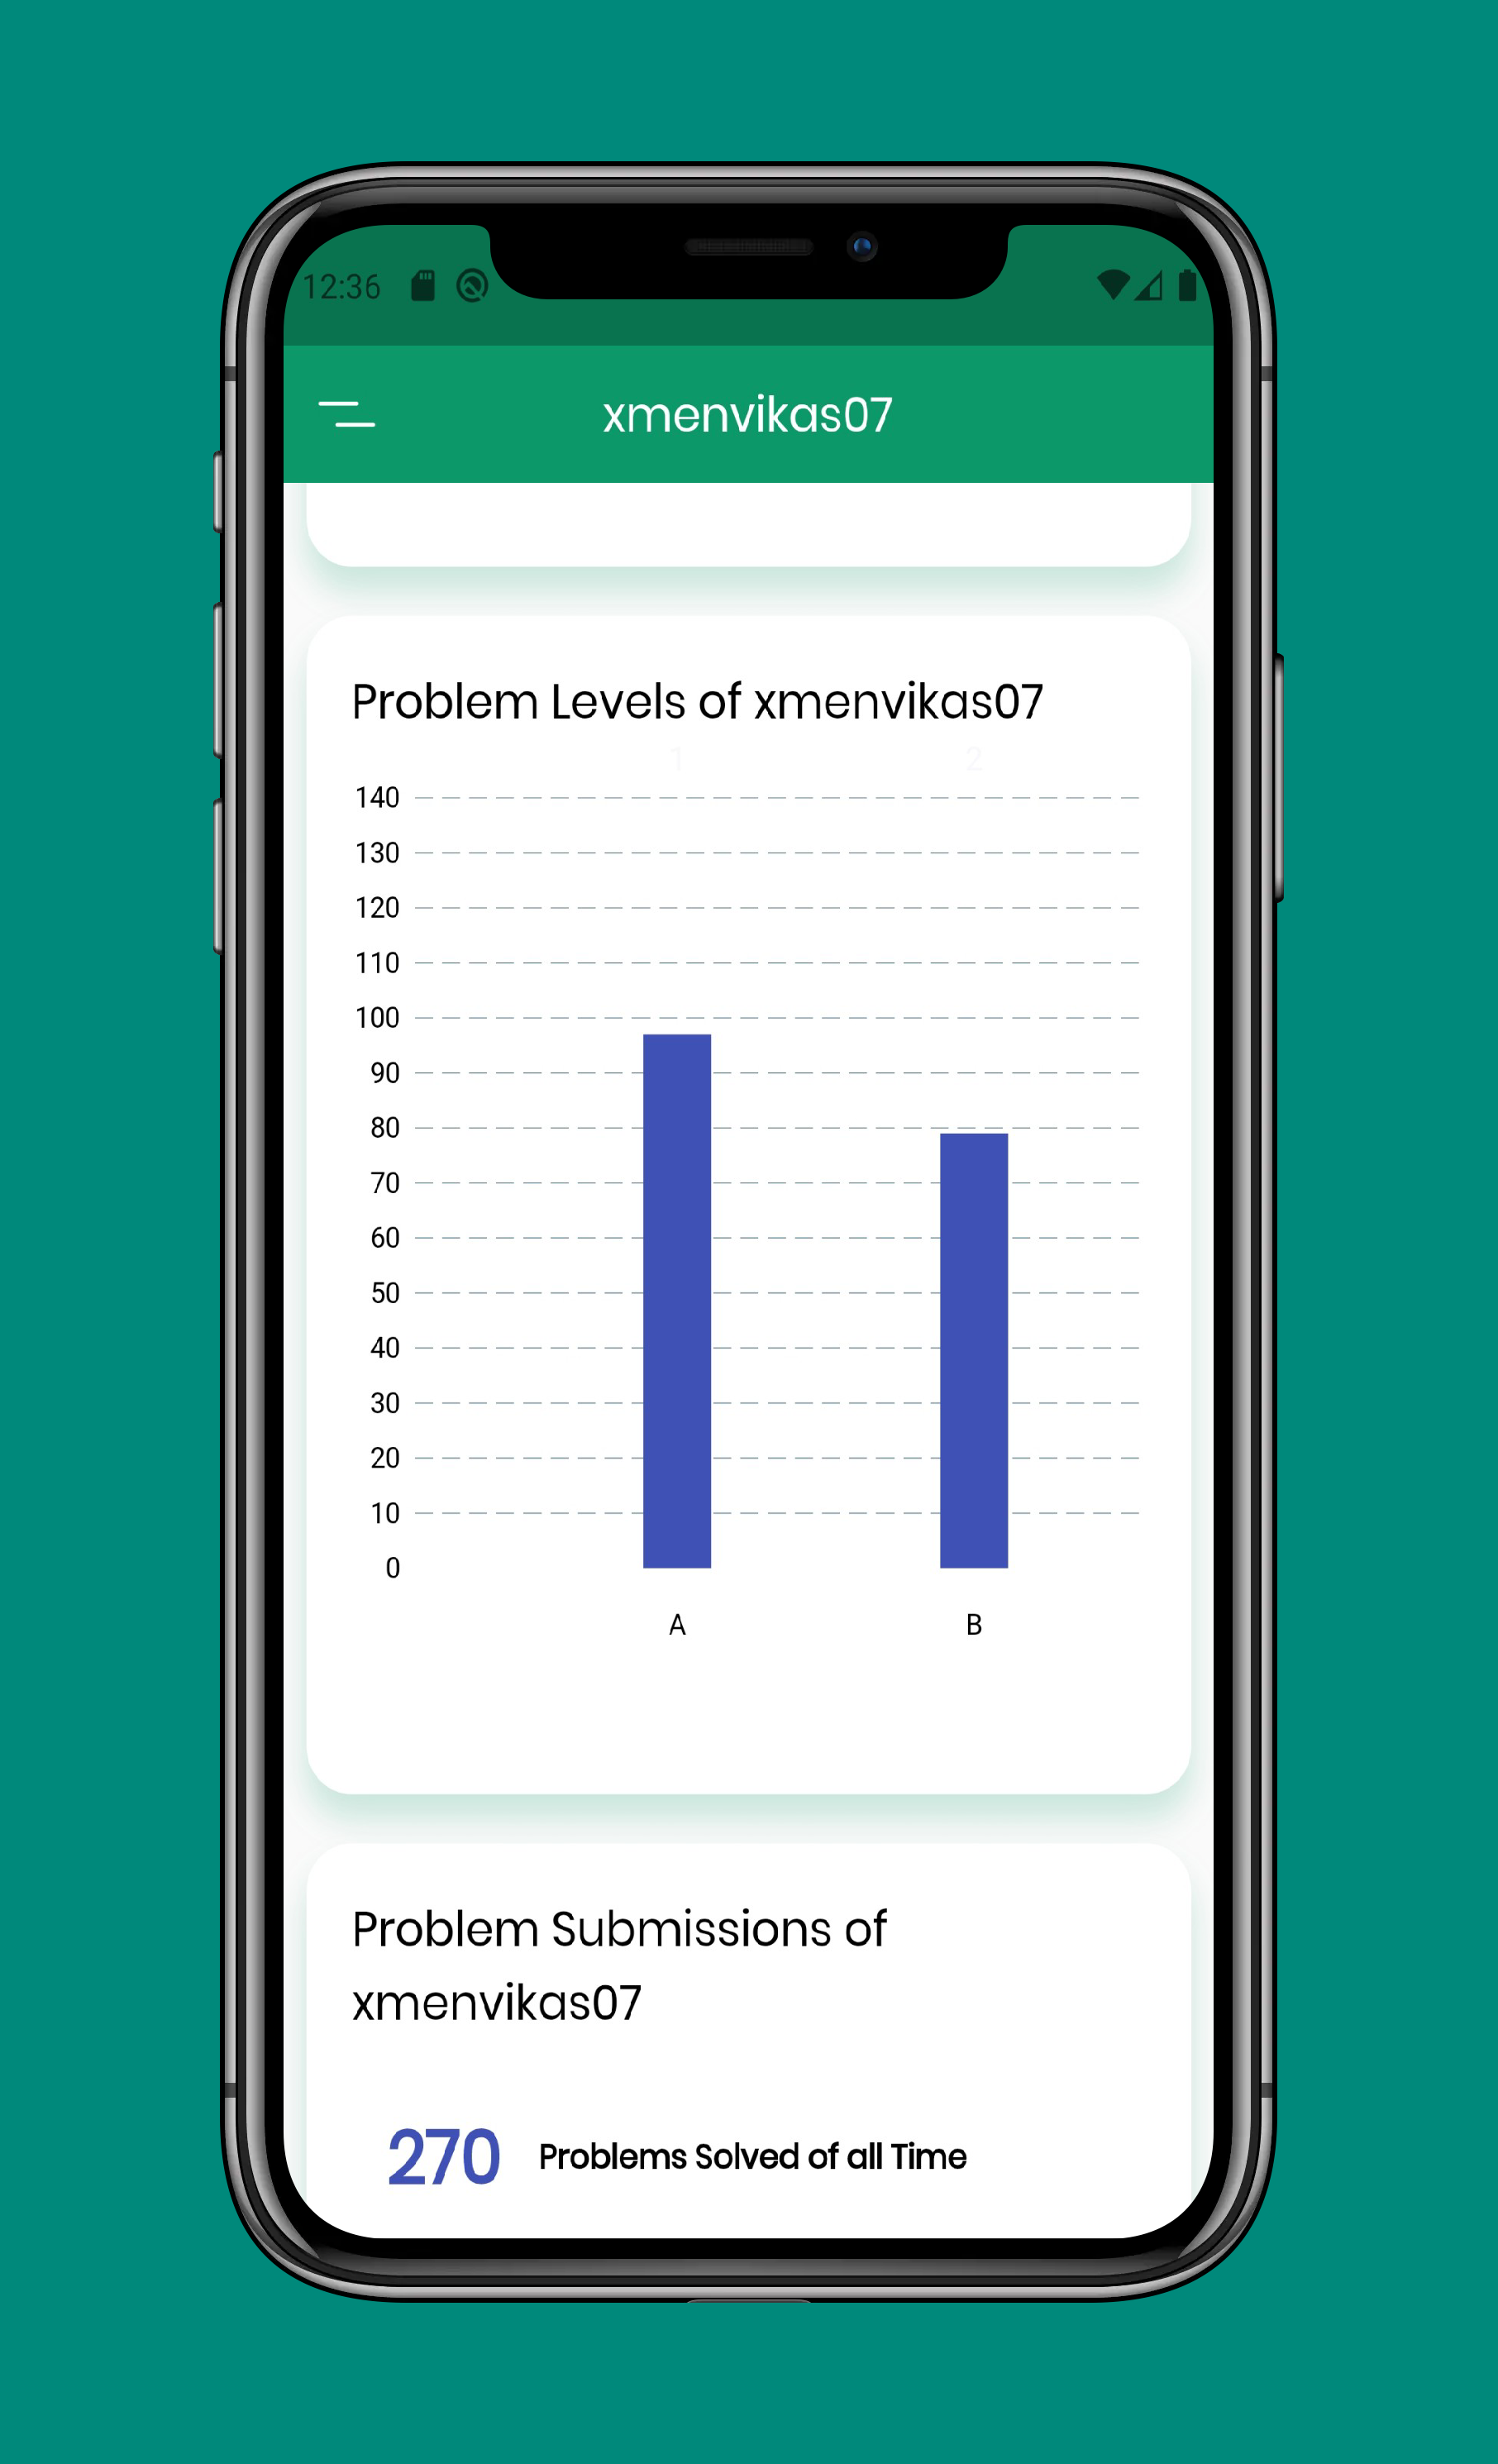 12:36
xmenvikas07
Problem Levels of xmenvikas07
1 2
140
130
120
110
100
90
80
70
60
50
40
30
20
10
0
A B
Problem Submissions of
xmenvikas07
270 Problems Solved of all Time